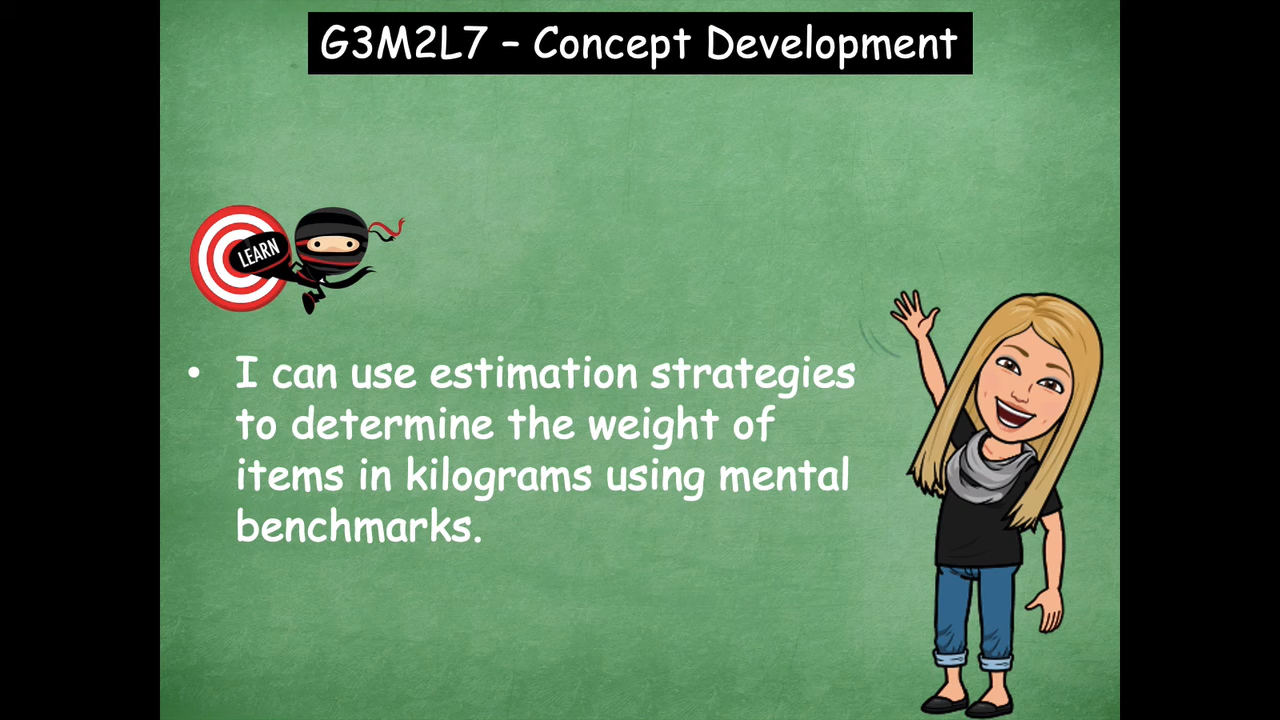 G3M2L7 – Concept Development
LEARN
• I can use estimation strategies
to determine the weight of
items in kilograms using mental
benchmarks.